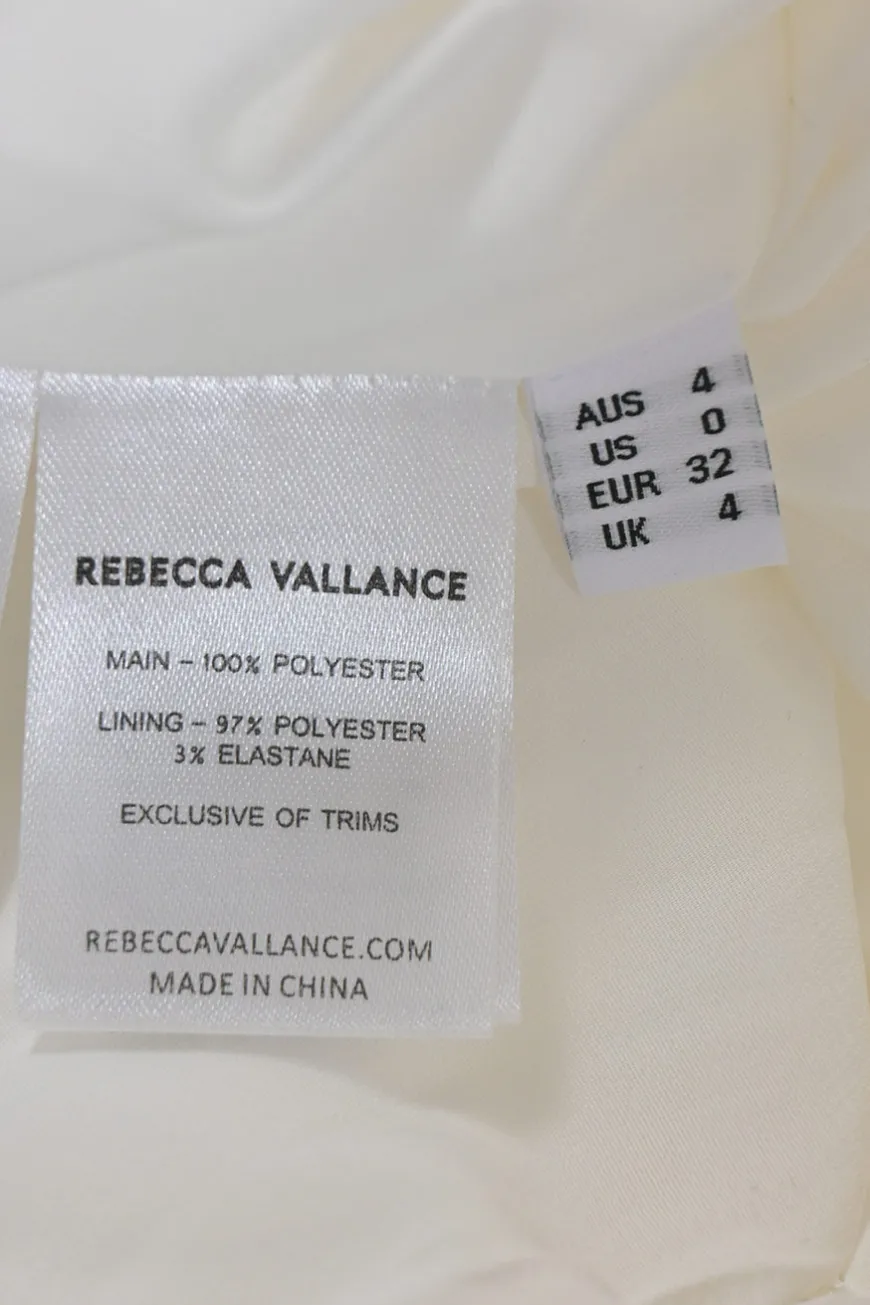 REBECCA VALLANCE
MAIN – 100% POLYESTER
LINING – 97% POLYESTER
3% ELASTANE
EXCLUSIVE OF TRIMS
REBECCAVALLANCE.COM
MADE IN CHINA
AUS 4
US 0
EUR 32
UK 4